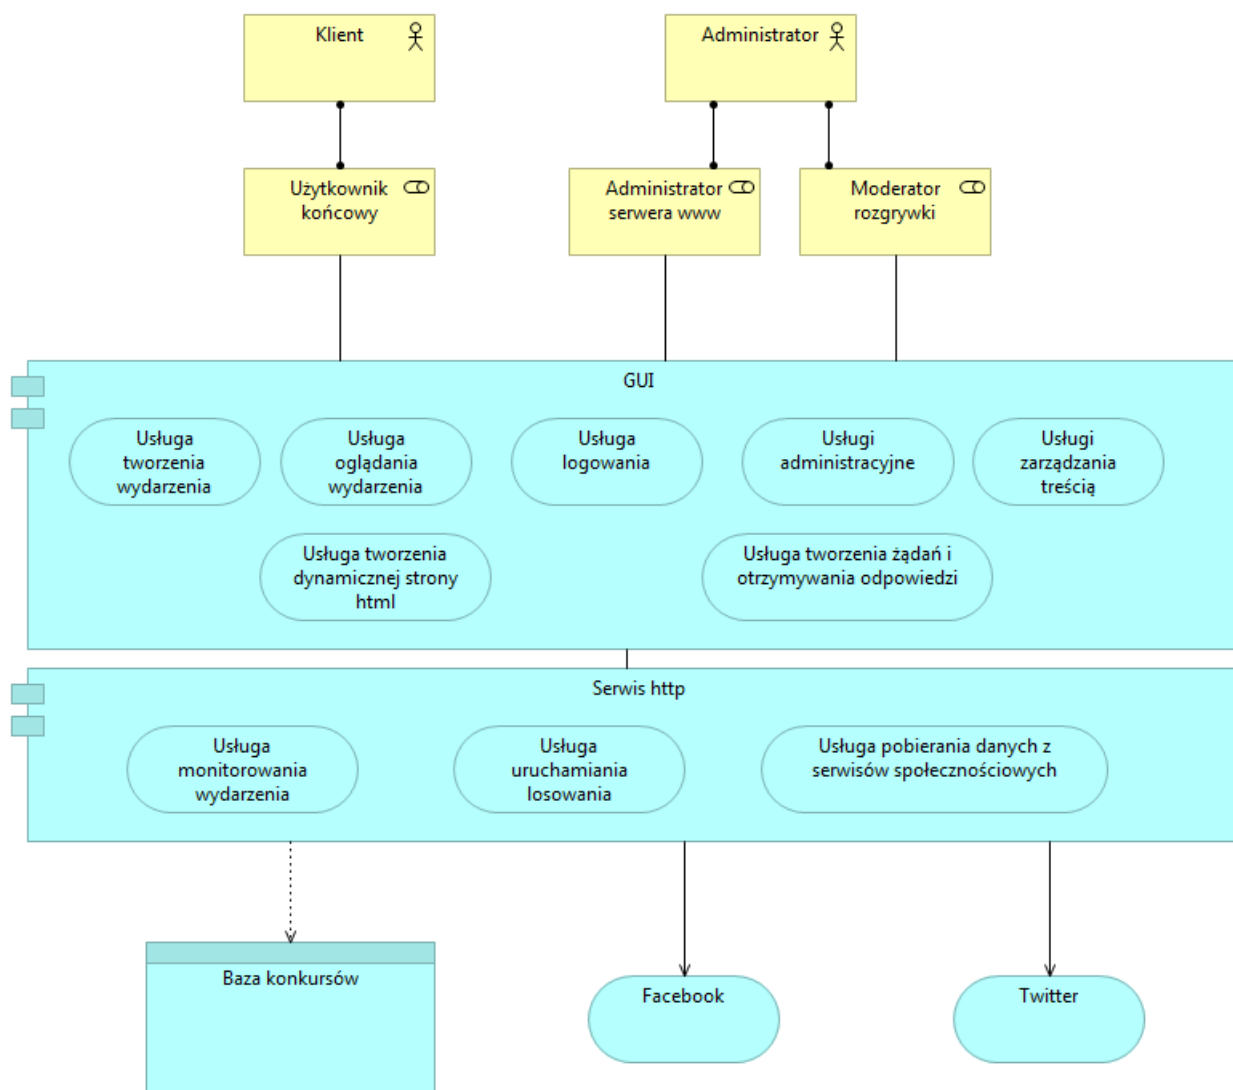 Klient
Administrator
Użytkownik
końcowy
Administrator
serwera www
Moderator
rozgrywki
GUI
Usługa
tworzenia
wydarzenia
Usługa
oglądania
wydarzenia
Usługa
logowania
Usługi
administracyjne
Usługi
zarządzania
treścią
Usługa tworzenia
dynamicznej strony
html
Usługa tworzenia żądań i
otrzymywania odpowiedzi
Serwis http
Usługa
monitorowania
wydarzenia
Usługa
uruchamiania
losowania
Usługa pobierania danych z
serwisów społecznościowych
Baza konkursów
Facebook
Twitter